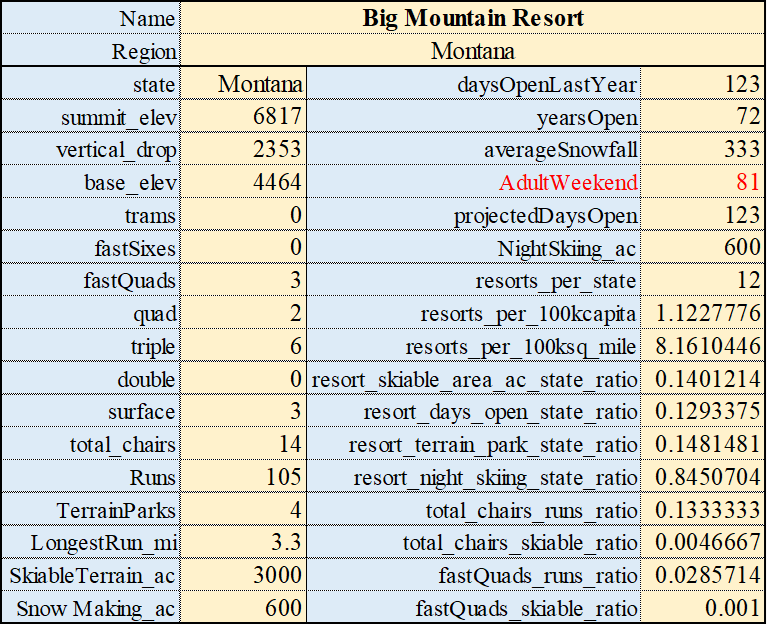 Name Big Mountain Resort
Region Montana
state Montana daysOpenLastYear 123
summit_elev 6817 yearsOpen 72
vertical_drop 2353 averageSnowfall 333
base_elev 4464 AdultWeekend 81
trams 0 projectedDaysOpen 123
fastSixes 0 NightSkiing_ac 600
fastQuads 3 resorts_per_state 12
quad 2 resorts_per_100kcapita 1.1227776
triple 6 resorts_per_100ksq_mile 8.1610446
double 0 resort_skiable_area_ac_state_ratio 0.1401214
surface 3 resort_days_open_state_ratio 0.1293375
total_chairs 14 resort_terrain_park_state_ratio 0.1481481
Runs 105 resort_night_skiing_state_ratio 0.8450704
TerrainParks 4 total_chairs_runs_ratio 0.1333333
LongestRun_mi 3.3 total_chairs_skiable_ratio 0.0046667
SkiableTerrain_ac 3000 fastQuads_runs_ratio 0.0285714
Snow Making_ac 600 fastQuads_skiable_ratio 0.001